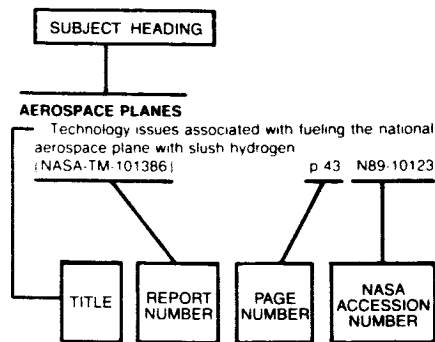 SUBJECT HEADING
AEROSPACE PLANES
Technology issues associated with fueling the national
aerospace plane with slush hydrogen
[NASA-TM-101386] p 43 N89-10123
TITLE
REPORT
NUMBER
PAGE
NUMBER
NASA
ACCESSION
NUMBER